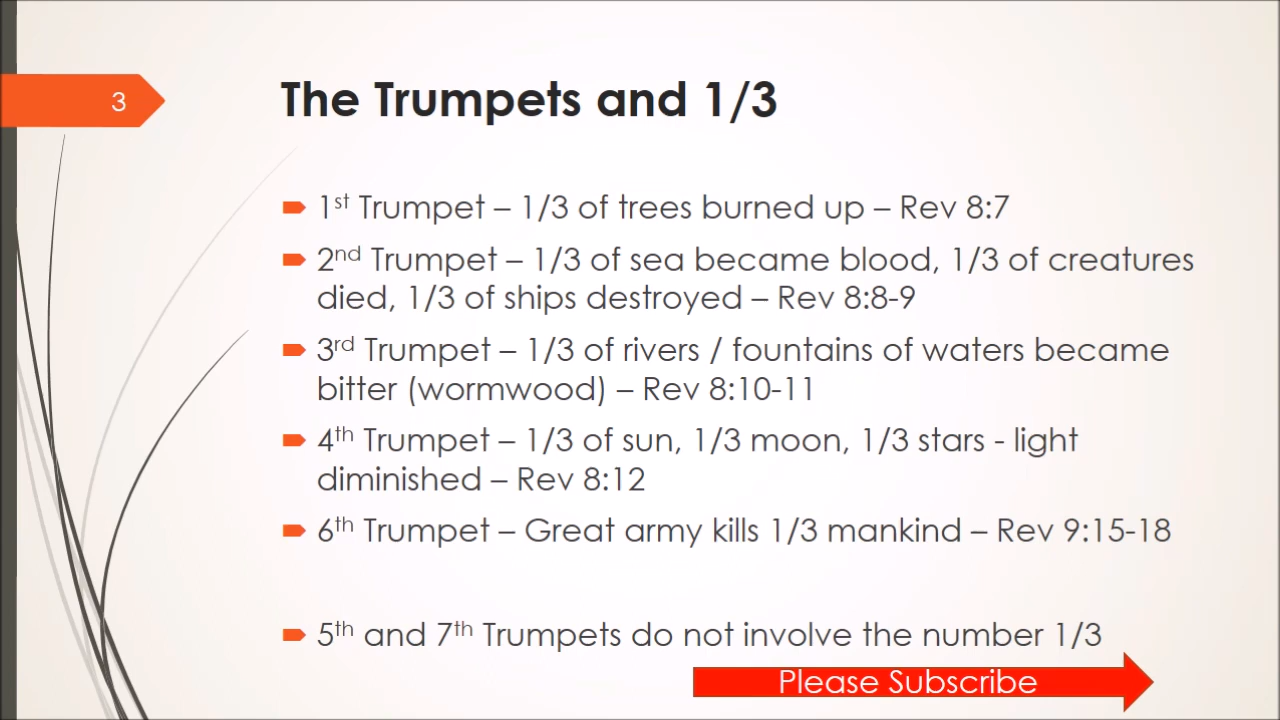 3
The Trumpets and 1/3
1st Trumpet – 1/3 of trees burned up – Rev 8:7
2nd Trumpet – 1/3 of sea became blood, 1/3 of creatures
died, 1/3 of ships destroyed – Rev 8:8-9
3rd Trumpet – 1/3 of rivers / fountains of waters became
bitter (wormwood) – Rev 8:10-11
4th Trumpet – 1/3 of sun, 1/3 moon, 1/3 stars - light
diminished – Rev 8:12
6th Trumpet – Great army kills 1/3 mankind – Rev 9:15-18
5th and 7th Trumpets do not involve the number 1/3
Please Subscribe